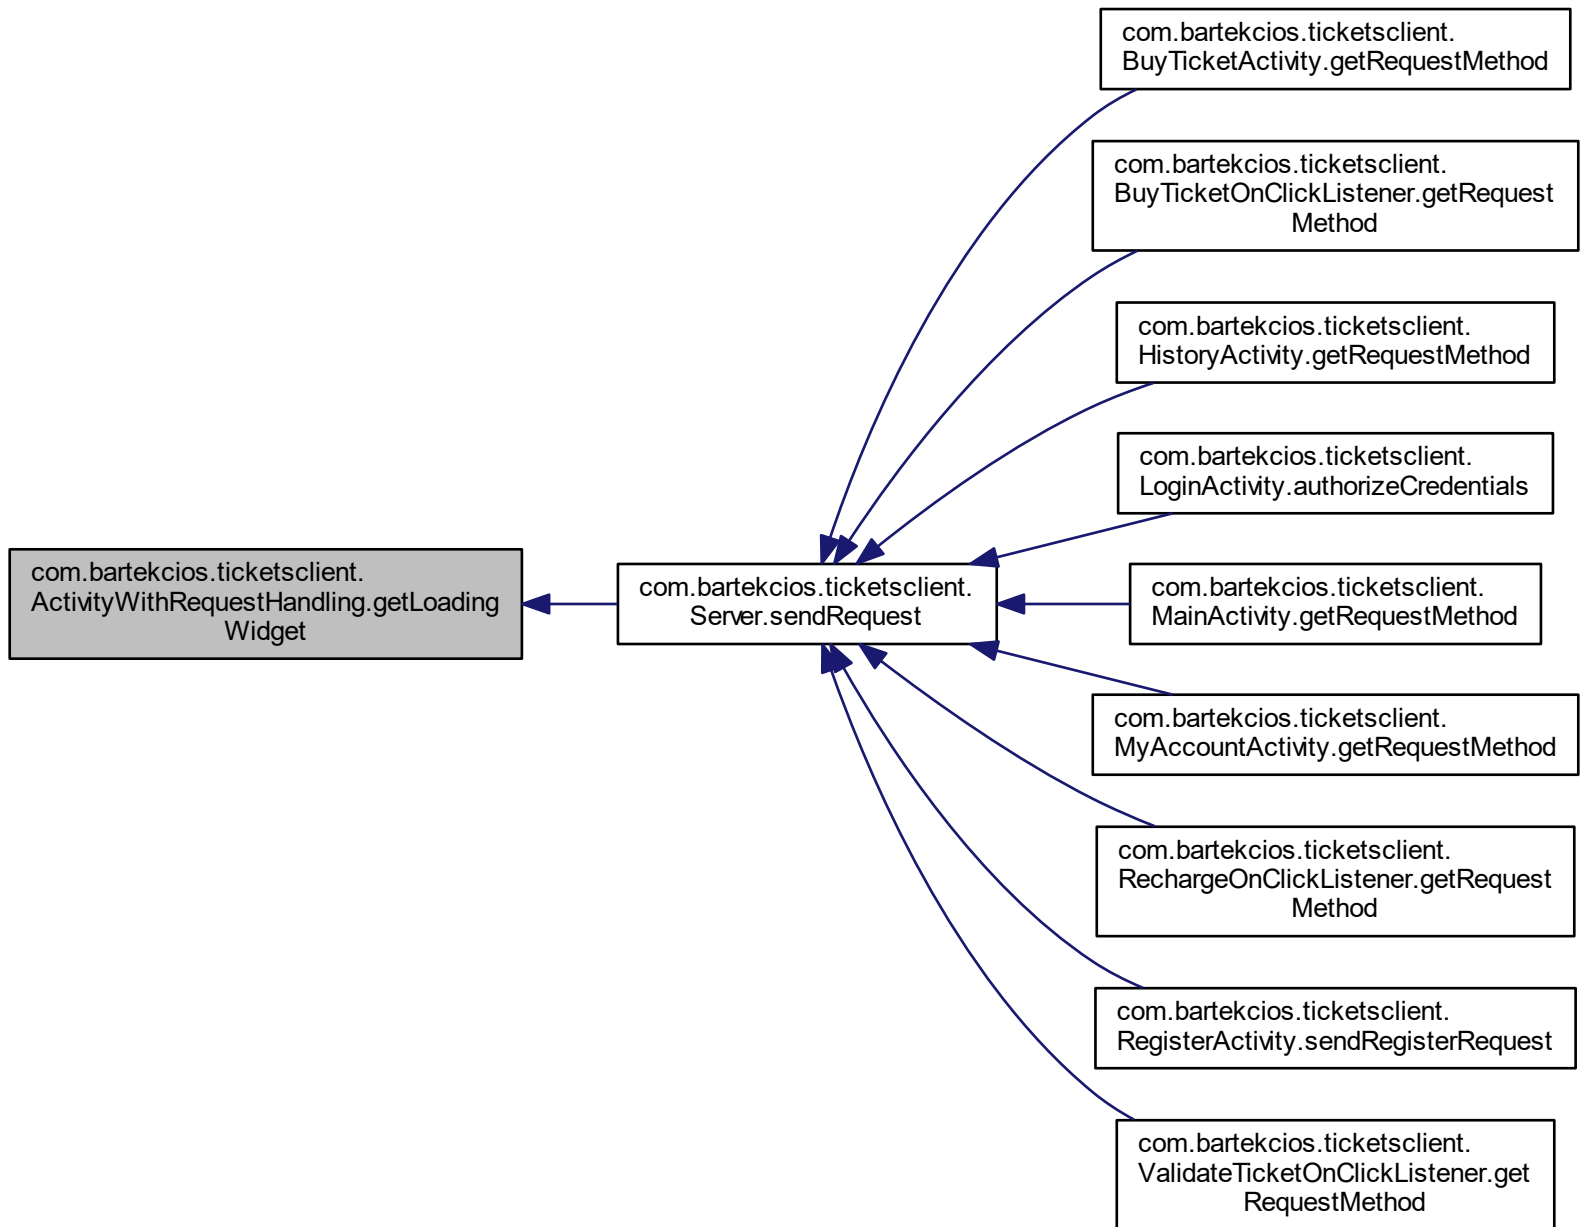 com.bartekcios.ticketsclient.
BuyTicketActivity.getRequestMethod
com.bartekcios.ticketsclient.
BuyTicketOnClickListener.getRequest
Method
com.bartekcios.ticketsclient.
HistoryActivity.getRequestMethod
com.bartekcios.ticketsclient.
LoginActivity.authorizeCredentials
com.bartekcios.ticketsclient.
ActivityWithRequestHandling.getLoading
Widget
com.bartekcios.ticketsclient.
Server.sendRequest
com.bartekcios.ticketsclient.
MainActivity.getRequestMethod
com.bartekcios.ticketsclient.
MyAccountActivity.getRequestMethod
com.bartekcios.ticketsclient.
RechargeOnClickListener.getRequest
Method
com.bartekcios.ticketsclient.
RegisterActivity.sendRegisterRequest
com.bartekcios.ticketsclient.
ValidateTicketOnClickListener.get
RequestMethod